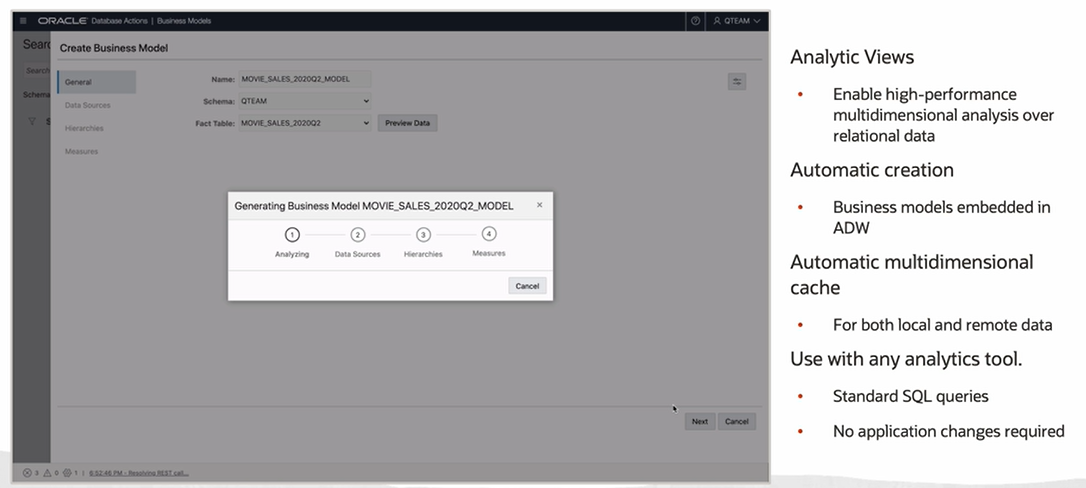 ORACLE Database Actions | Business Models
QTEAM
Search
Create Business Model
Schema
General
Data Sources
Hierarchies
Measures
Name: MOVIE_SALES_2020Q2_MODEL
Schema: QTEAM
Fact Table: MOVIE_SALES_2020Q2 Preview Data
Generating Business Model MOVIE_SALES_2020Q2_MODEL ×
1 2 3 4
Analyzing Data Sources Hierarchies Measures
Cancel
Next Cancel
3 0 1 | 6:52:46 PM - Resolving REST call...
Analytic Views
• Enable high-performance
multidimensional analysis over
relational data
Automatic creation
• Business models embedded in
ADW
Automatic multidimensional
cache
• For both local and remote data
Use with any analytics tool.
• Standard SQL queries
• No application changes required